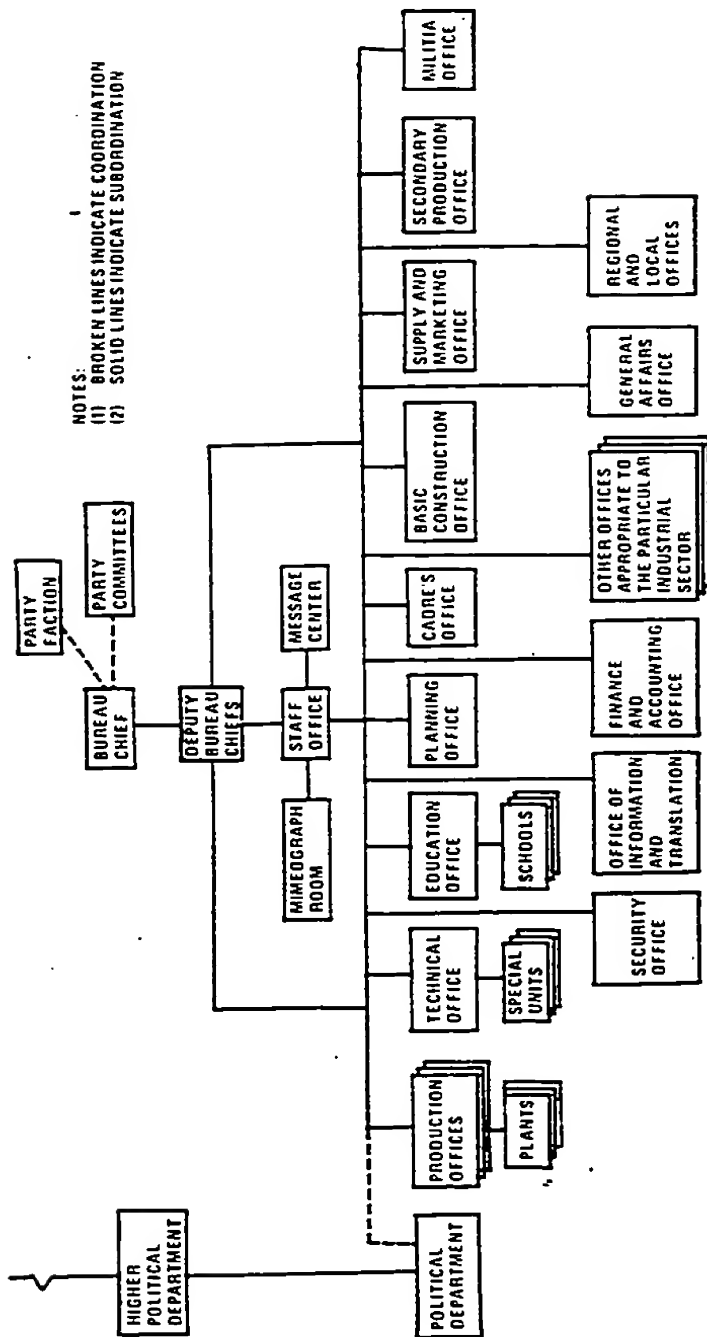 NOTES:
(1) BROKEN LINES INDICATE COORDINATION
(2) SOLID LINES INDICATE SUBORDINATION
PARTY
FACTION
PARTY
COMMITTEES
BUREAU
CHIEF
HIGHER
POLITICAL
DEPARTMENT
DEPUTY
BUREAU
CHIEFS
MIMEOGRAPH
ROOM
STAFF
OFFICE
MESSAGE
CENTER
POLITICAL
DEPARTMENT
PRODUCTION
OFFICES
TECHNICAL
OFFICE
EDUCATION
OFFICE
PLANNING
OFFICE
CADRE'S
OFFICE
BASIC
CONSTRUCTION
OFFICE
SUPPLY AND
MARKETING
OFFICE
SECONDARY
PRODUCTION
OFFICE
MILITIA
OFFICE
PLANTS
SPECIAL
UNITS
SCHOOLS
SECURITY
OFFICE
OFFICE OF
INFORMATION
AND
TRANSLATION
FINANCE
AND
ACCOUNTING
OFFICE
OTHER OFFICES
APPROPRIATE TO
THE PARTICULAR
INDUSTRIAL
SECTOR
GENERAL
AFFAIRS
OFFICE
REGIONAL
AND
LOCAL
OFFICES